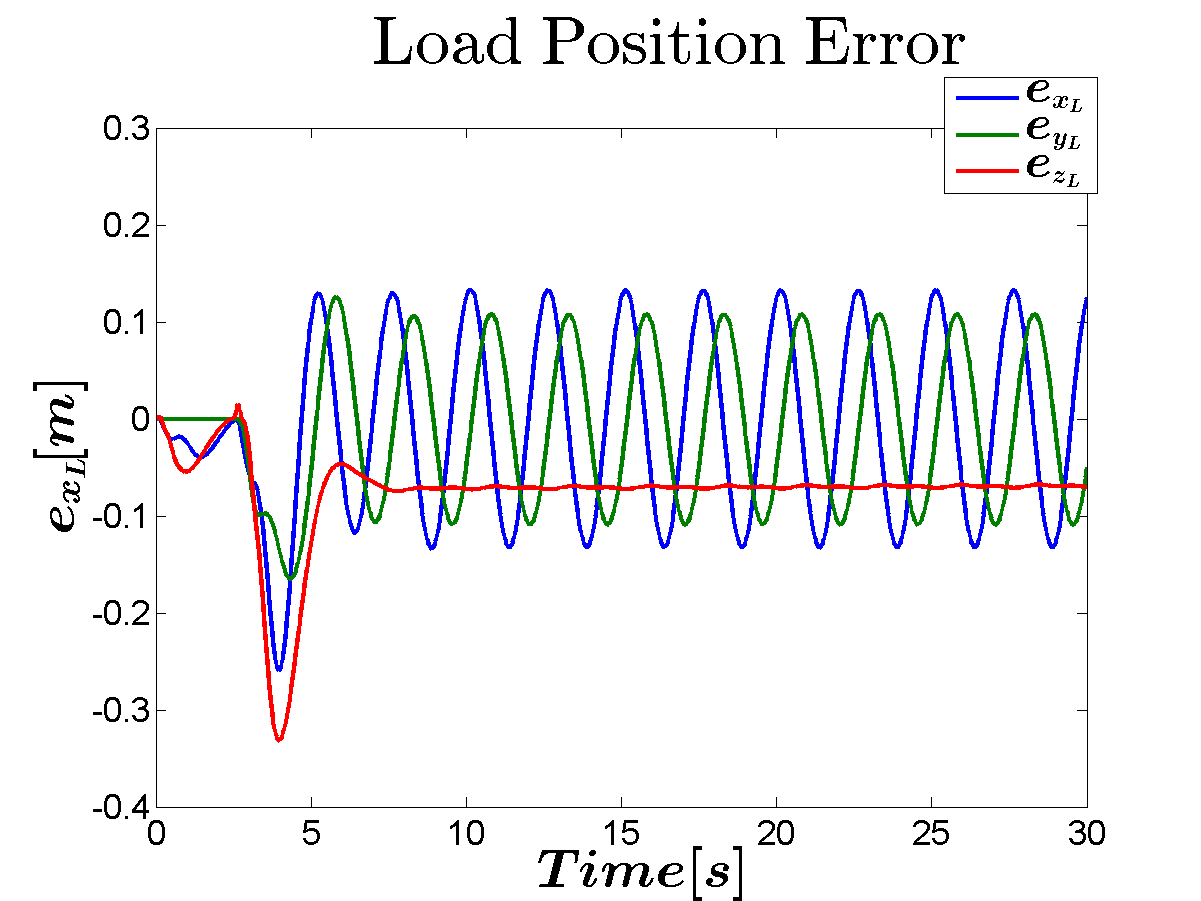 Load Position Error
e_{x_L}
e_{y_L}
e_{z_L}
0.3
0.2
0.1
0
-0.1
-0.2
-0.3
-0.4
e_{x_L}[m]
0 5 10 15 20 25 30
Time[s]